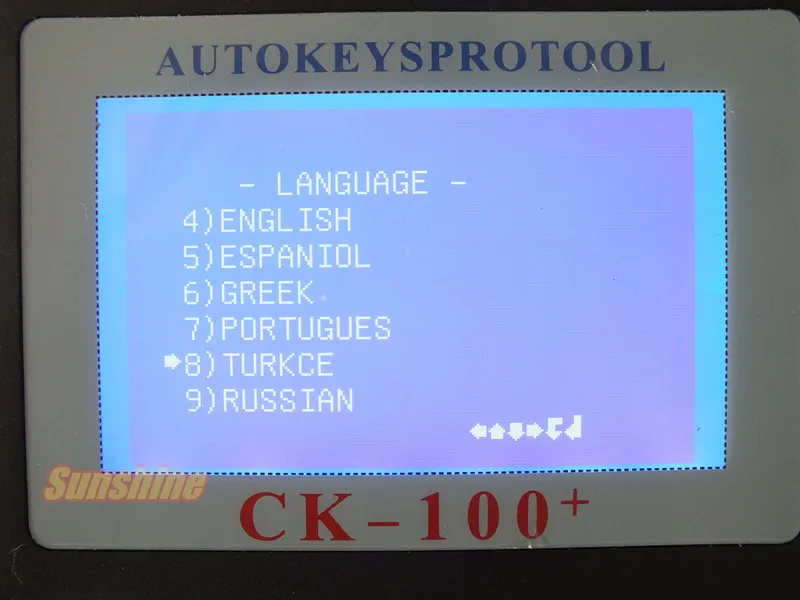 AUTOKEYSPROTOOL
- LANGUAGE -
4)ENGLISH
5)ESPANIOL
6)GREEK
7)PORTUGUES
8)TURKCE
9)RUSSIAN
Sunshine
CK-100+